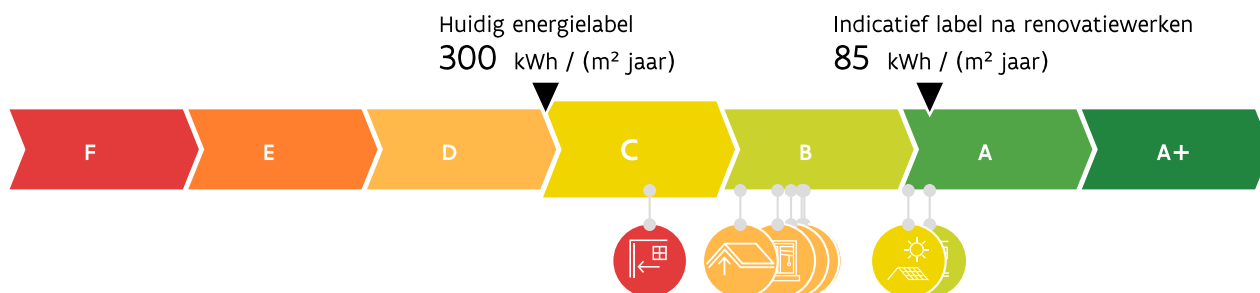 Huidig energielabel
300 kWh / (m² jaar)
Indicatief label na renovatiewerken
85 kWh / (m² jaar)
F
E
D
C
B
A
A+